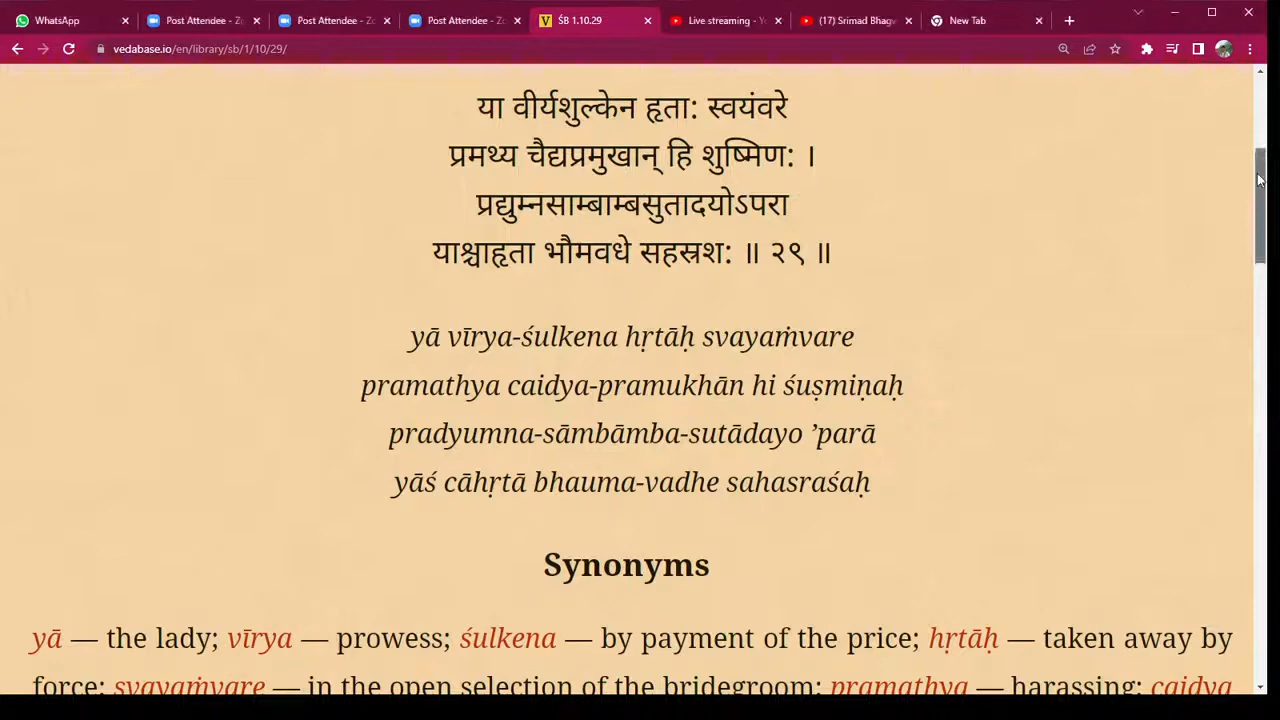 WhatsApp
Post Attendee - Zo
Post Attendee - Zo
Post Attendee - Zo
V ŚB 1.10.29
Live streaming - Yo
(17) Srimad Bhagv
New Tab
vedabase.io/en/library/sb/1/10/29/
या वीर्यशुल्केन हृता: स्वयंवरे
प्रमथ्य चैद्यप्रमुखान् हि शुष्मिण: ।
प्रद्युम्नसाम्बाम्बसुतादयोऽपरा
याश्चाहृता भौमवधे सहस्रश: ॥ २९ ॥
yā vīrya-śulkena hṛtāḥ svayaṁvare
pramathya caidya-pramukhān hi śuṣmiṇaḥ
pradyumna-sāmbāmba-sutādayo ’parā
yāś cāhṛtā bhauma-vadhe sahasraśaḥ
Synonyms
yā — the lady; vīrya — prowess; śulkena — by payment of the price; hṛtāḥ — taken away by
force; svayaṁvare — in the open selection of the bridegroom; pramathya — harassing; caidya